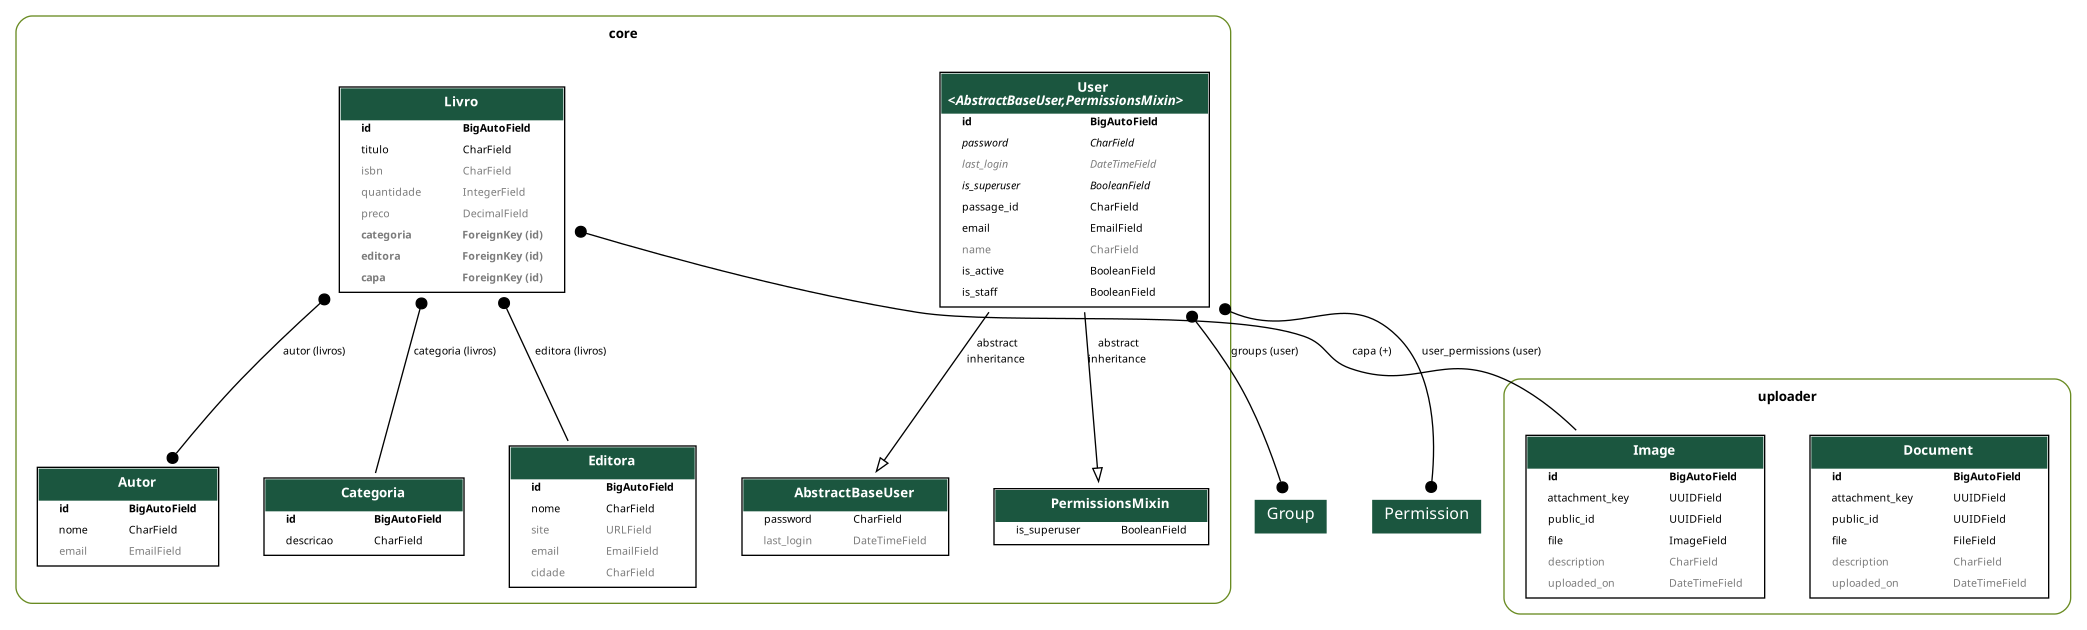 core
Livro
id BigAutoField
titulo CharField
isbn CharField
quantidade IntegerField
preco DecimalField
categoria ForeignKey (id)
editora ForeignKey (id)
capa ForeignKey (id)
User
<AbstractBaseUser,PermissionsMixin>
id BigAutoField
password CharField
last_login DateTimeField
is_superuser BooleanField
passage_id CharField
email EmailField
name CharField
is_active BooleanField
is_staff BooleanField
autor (livros)
categoria (livros)
editora (livros)
abstract
inheritance
abstract
inheritance
groups (user)
capa (+)
user_permissions (user)
Autor
id BigAutoField
nome CharField
email EmailField
Categoria
id BigAutoField
descricao CharField
Editora
id BigAutoField
nome CharField
site URLField
email EmailField
cidade CharField
AbstractBaseUser
password CharField
last_login DateTimeField
PermissionsMixin
is_superuser BooleanField
Group
Permission
uploader
Image
id BigAutoField
attachment_key UUIDField
public_id UUIDField
file ImageField
description CharField
uploaded_on DateTimeField
Document
id BigAutoField
attachment_key UUIDField
public_id UUIDField
file FileField
description CharField
uploaded_on DateTimeField